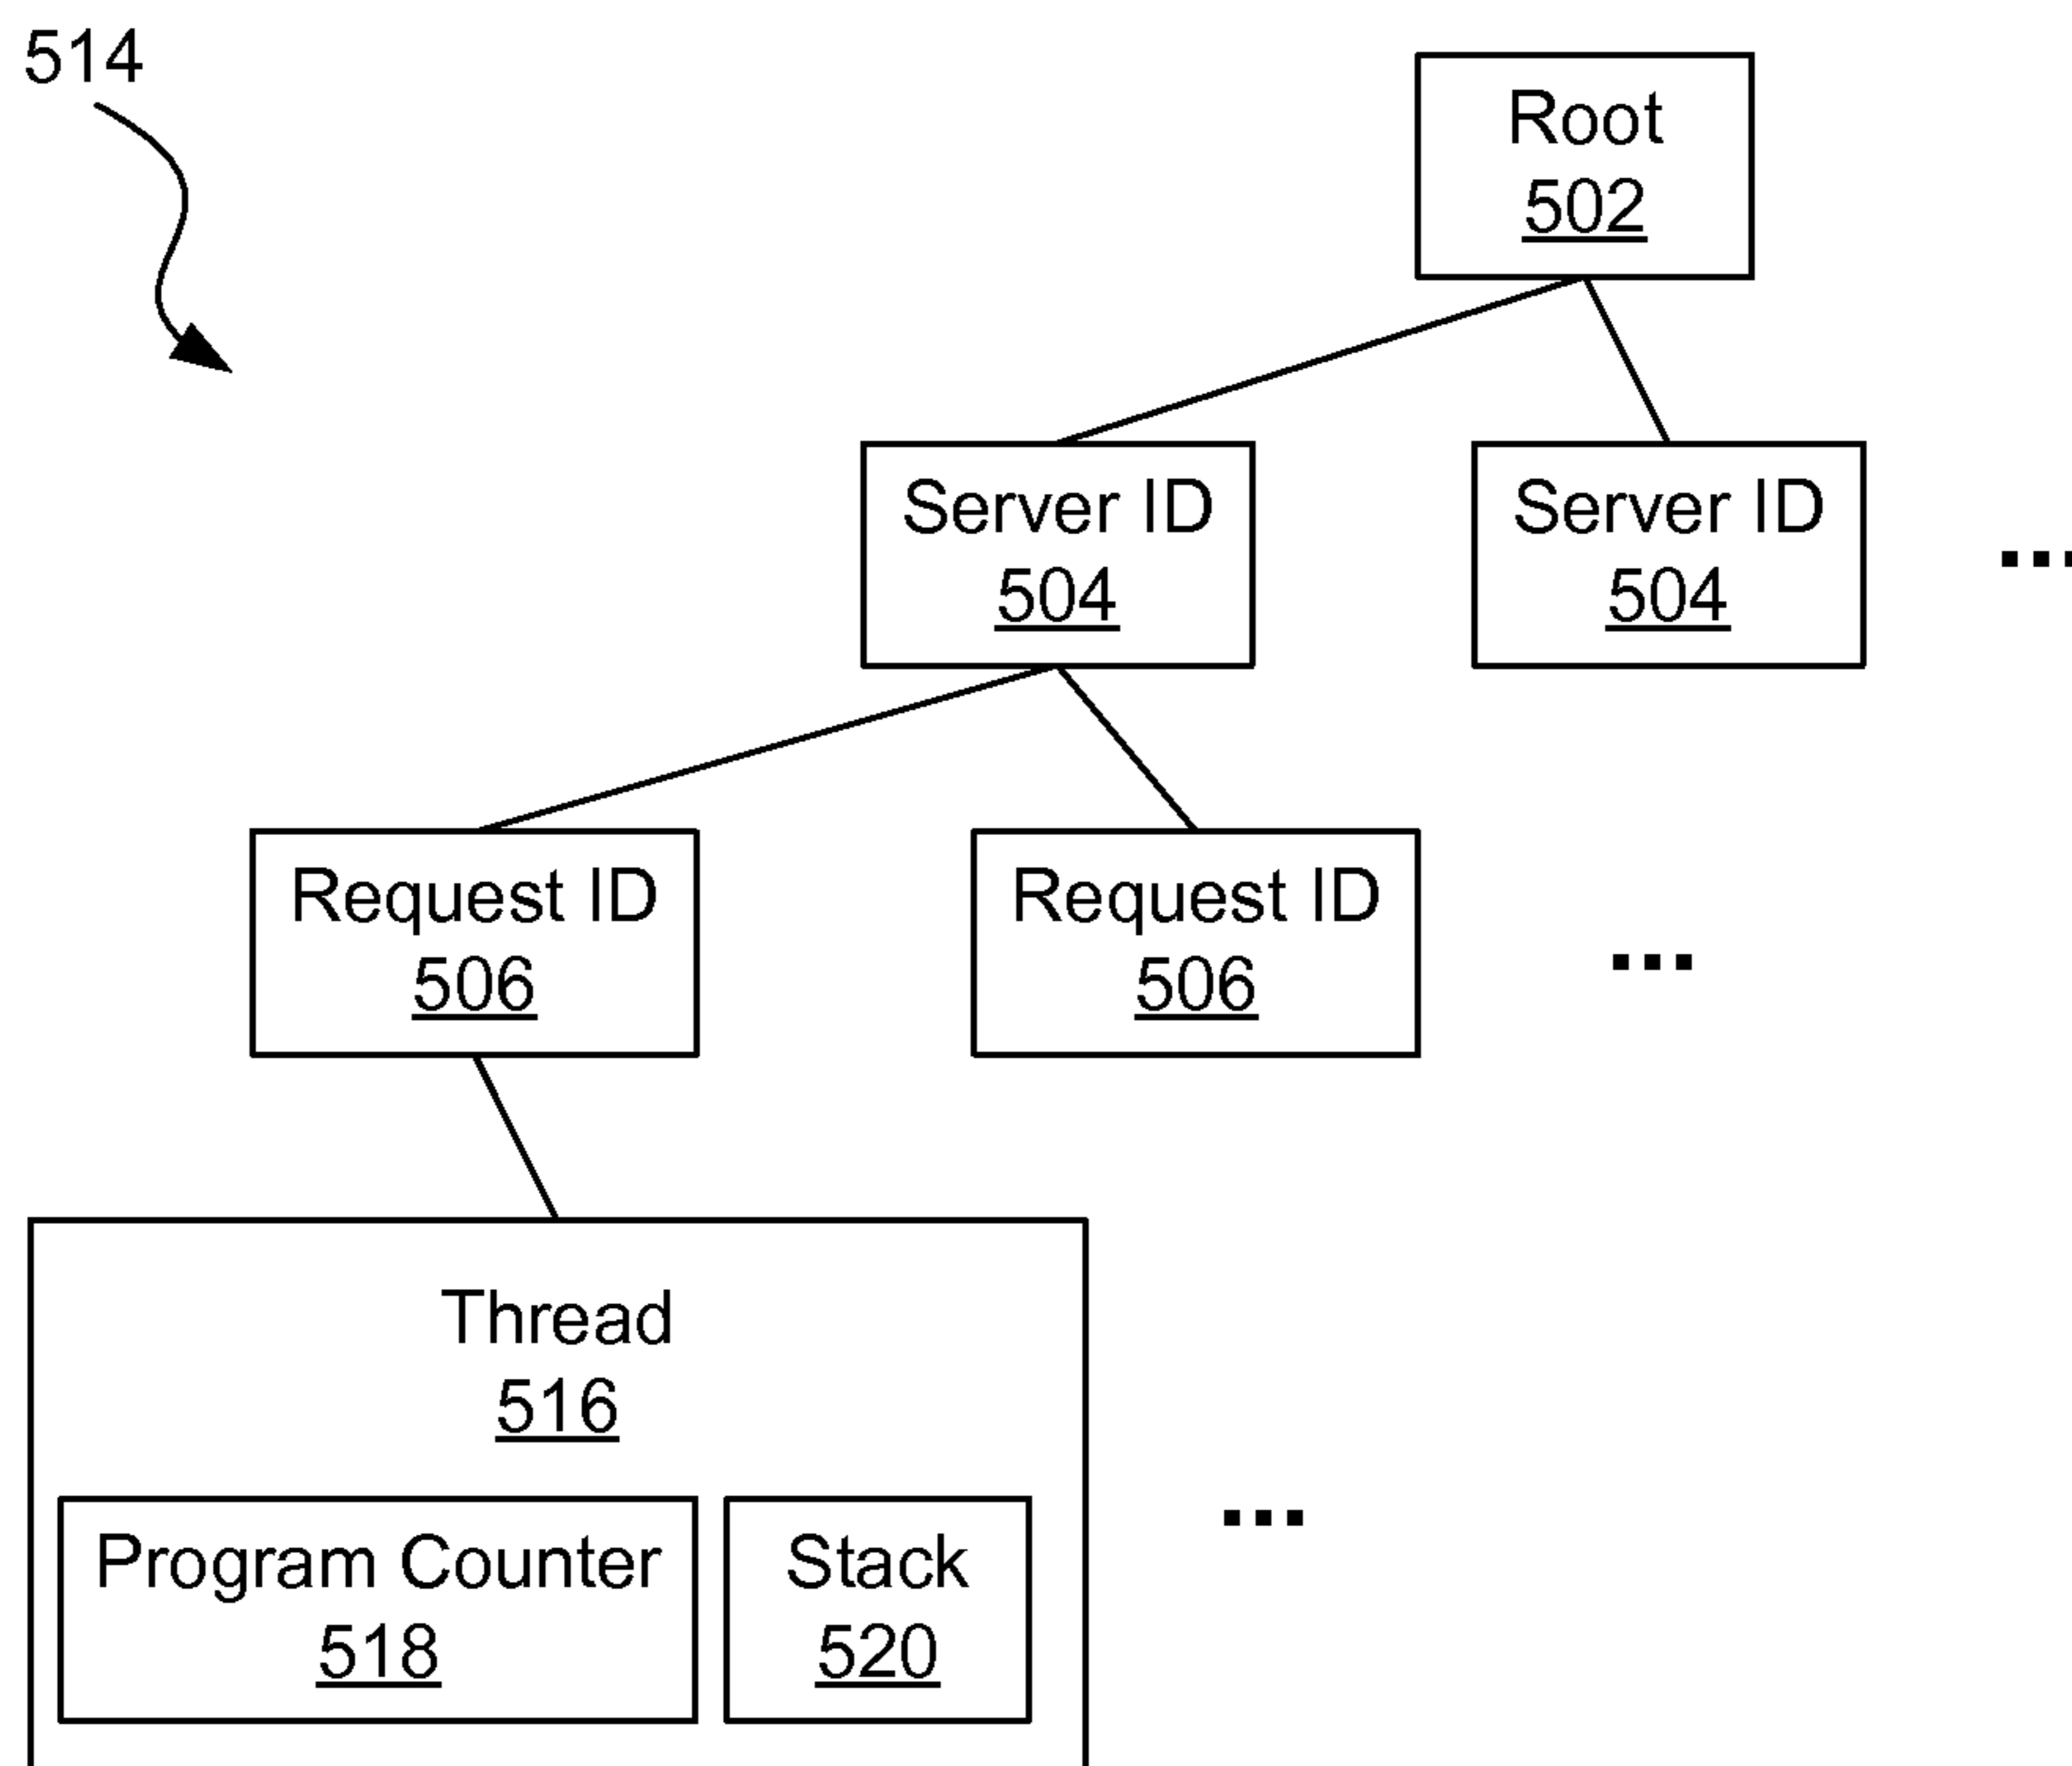 514
Root
502
Server ID
504
Server ID
504
...
Request ID
506
Request ID
506
...
Thread
516
Program Counter
518
Stack
520
...